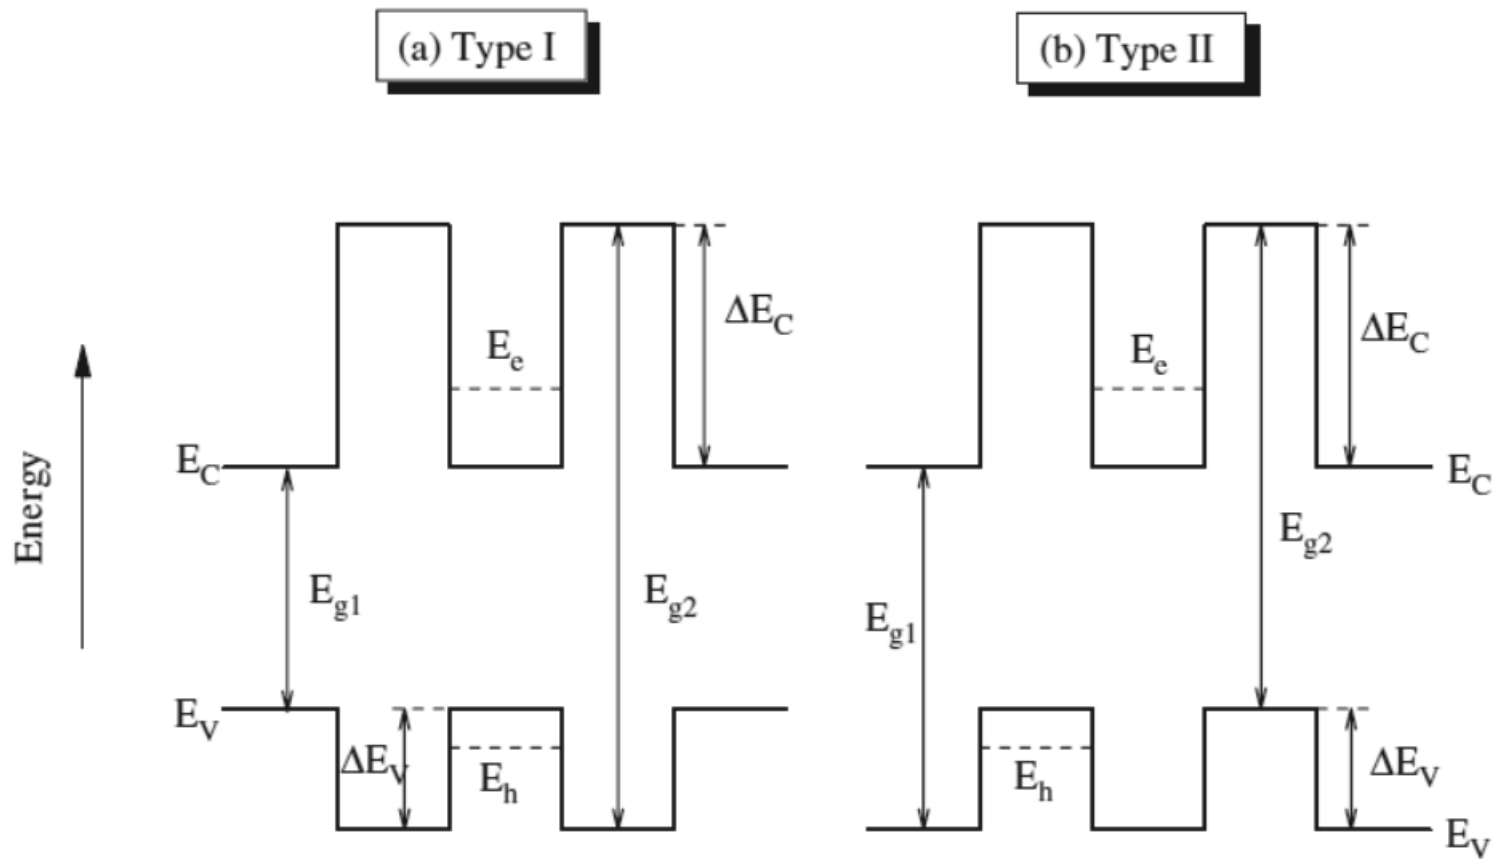 (a) Type I
(b) Type II
Energy
E_C
E_V
E_g1
ΔE_V
E_e
E_h
E_g2
ΔE_C
E_g1
E_h
E_e
E_g2
ΔE_C
E_C
ΔE_V
E_V